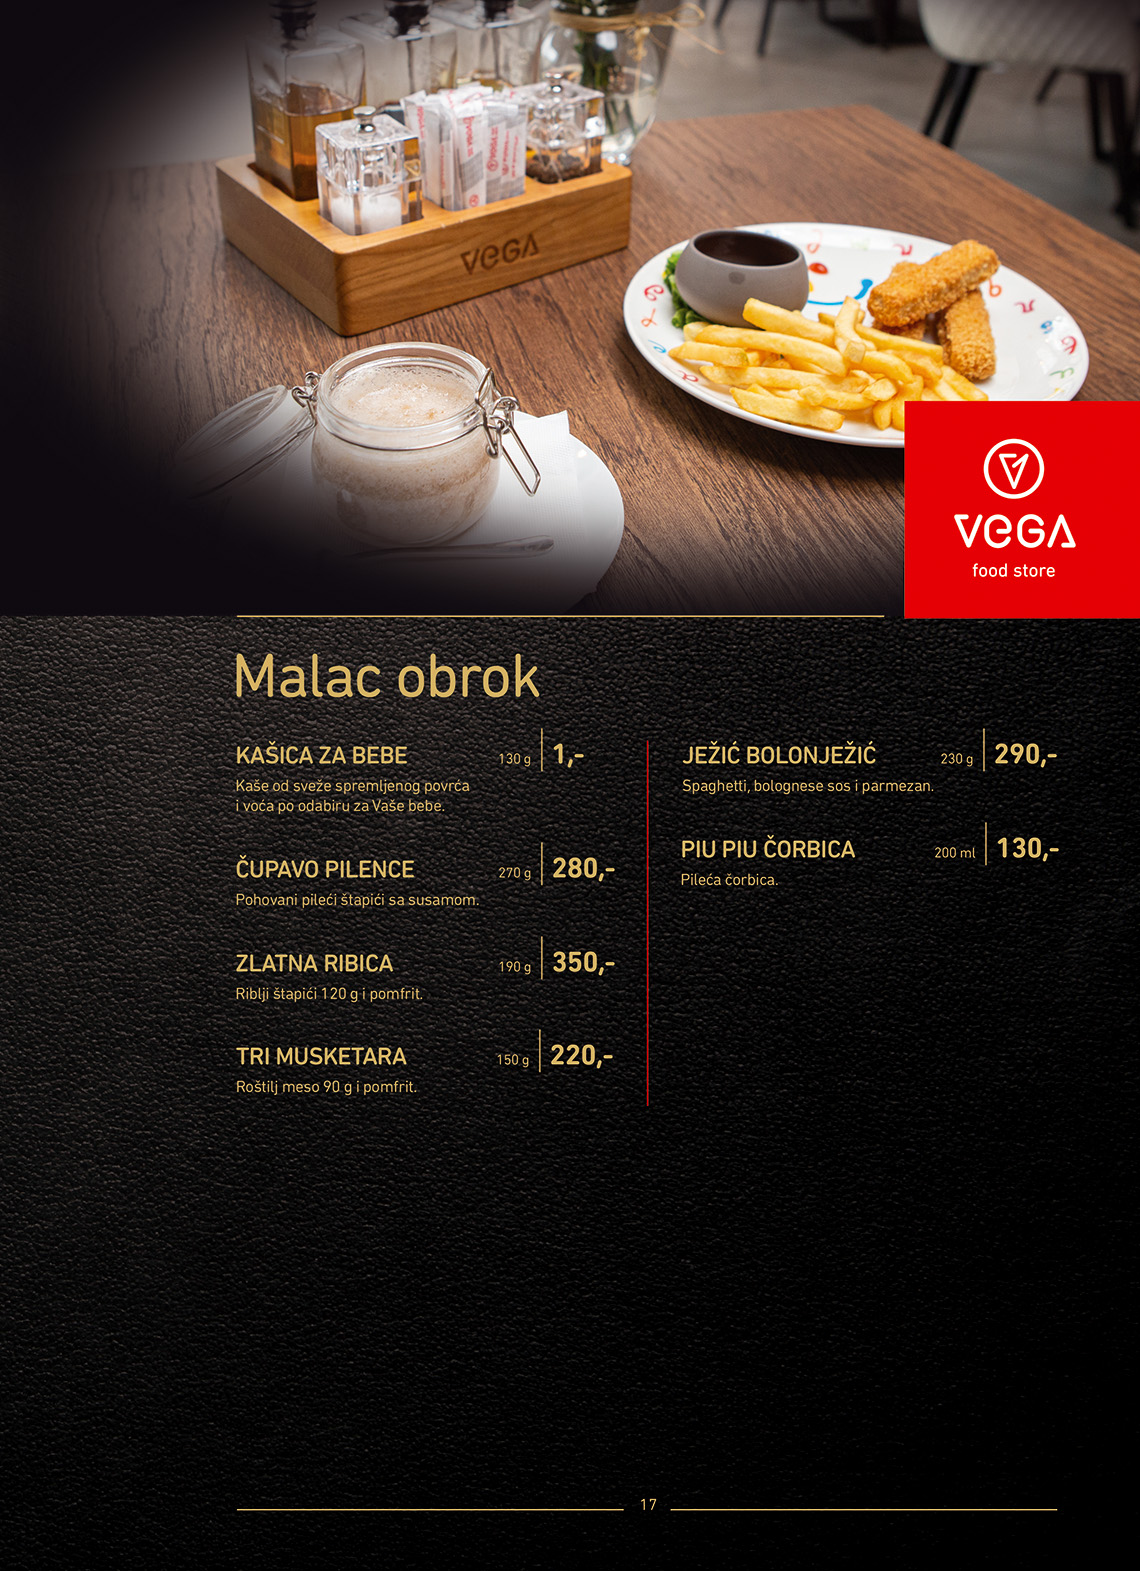 VEGA
VEGA
food store
Malac obrok
KAŠICA ZA BEBE 130 g 1,-
Kaše od sveže spremljenog povrća
i voća po odabiru za Vaše bebe.
ČUPAVO PILENCE 270 g 280,-
Pohovani pileći štapići sa susamom.
ZLATNA RIBICA 190 g 350,-
Riblji štapići 120 g i pomfrit.
TRI MUSKETARA 150 g 220,-
Roštilj meso 90 g i pomfrit.
JEŽIĆ BOLONJEŽIĆ 230 g 290,-
Spaghetti, bolognese sos i parmezan.
PIU PIU ČORBICA 200 ml 130,-
Pileća čorbica.
17